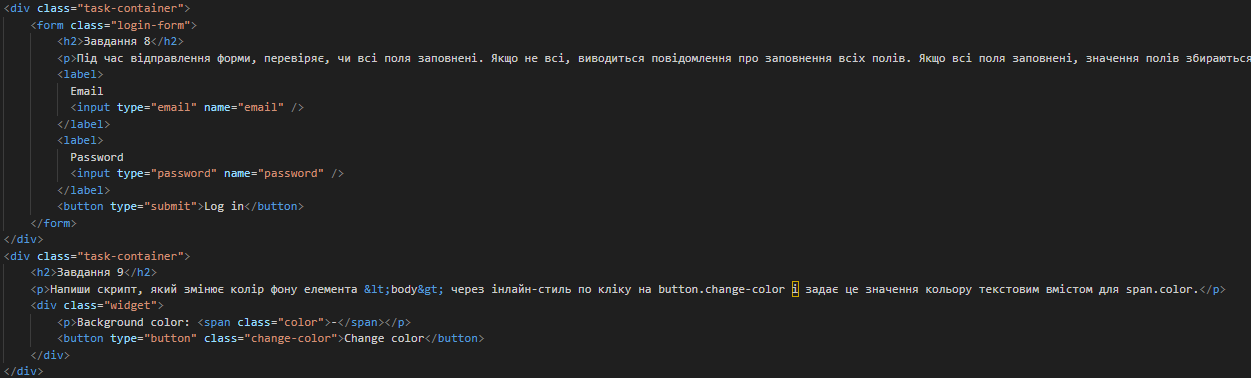 <div class="task-container">
<form class="login-form">
<h2>Завдання 8</h2>
<p>Під час відправлення форми, перевіряє, чи всі поля заповнені. Якщо не всі, виводиться повідомлення про заповнення всіх полів. Якщо всі поля заповнені, значення полів збираються
<label>
Email
<input type="email" name="email" />
</label>
<label>
Password
<input type="password" name="password" />
</label>
<button type="submit">Log in</button>
</form>
</div>
<div class="task-container">
<h2>Завдання 9</h2>
<p>Напиши скрипт, який змінює колір фону елемента &lt;body&gt; через інлайн-стиль по кліку на button.change-color і задає це значення кольору текстовим вмістом для span.color.</p>
<div class="widget">
<p>Background color: <span class="color">-</span></p>
<button type="button" class="change-color">Change color</button>
</div>
</div>